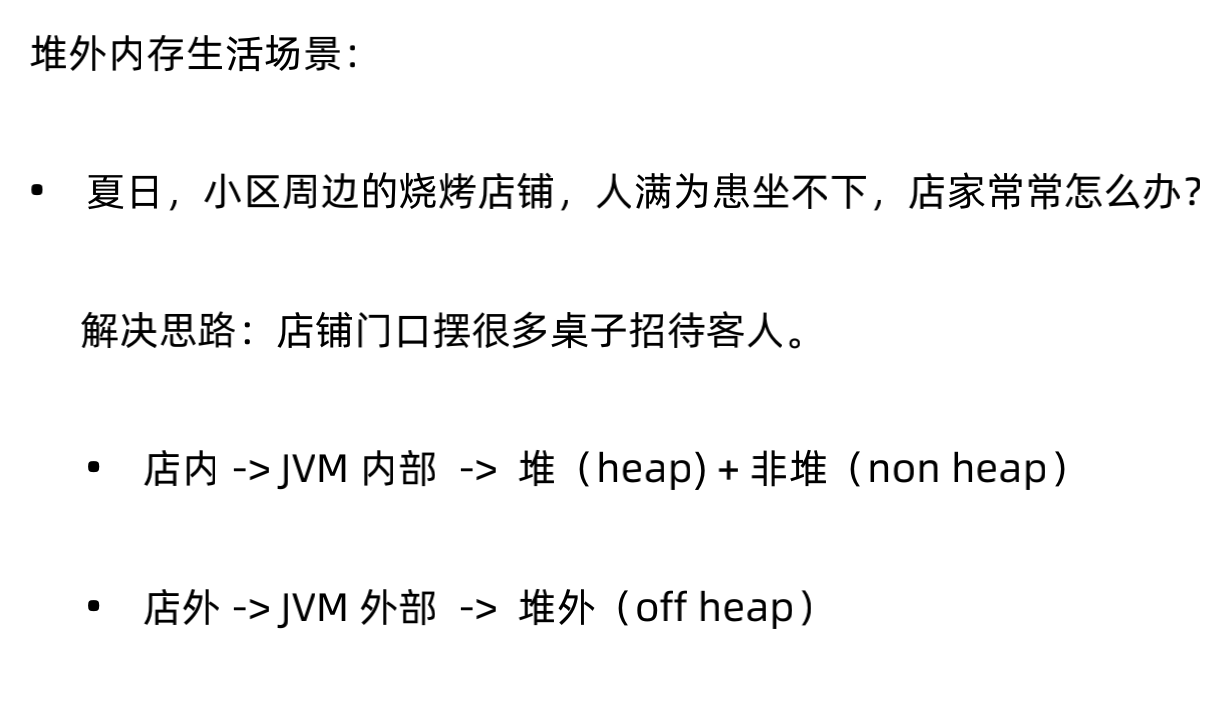 堆外内存生活场景：
• 夏日，小区周边的烧烤店铺，人满为患坐不下，店家常常怎么办？
解决思路：店铺门口摆很多桌子招待客人。
• 店内 -> JVM 内部 -> 堆（heap) + 非堆（non heap）
• 店外 -> JVM 外部 -> 堆外（off heap）